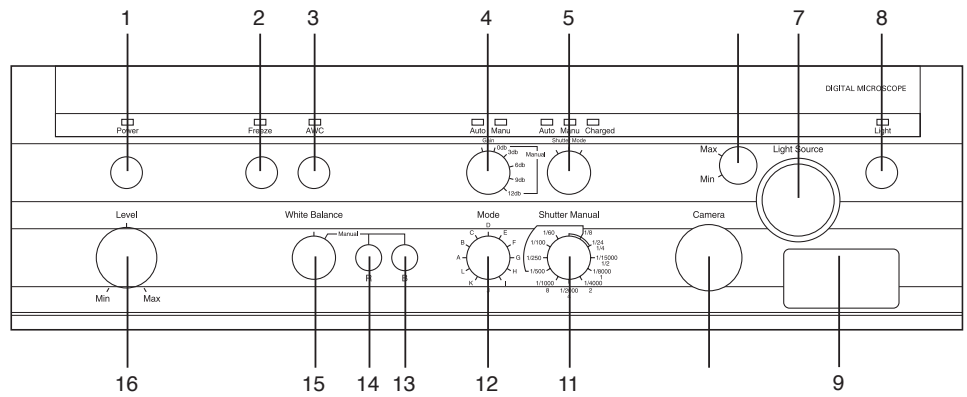 1 2 3 4 5 7 8
DIGITAL MICROSCOPE
Power Freeze AWC Auto Manu Auto Manu Charged Light
Gain Shutter Mode
0db
3db Manual
6db
9db
12db
Max
Min
Light Source
Level White Balance Mode Shutter Manual Camera
Manual
R B
A B C D E F G H I K L
1/60 1/8
1/100 1/24
1/4
1/250 1/15000
1/2
1/500 1/8000
1
1/1000 1/2000 1/4000
8 4 2
Min Max
16 15 14 13 12 11 9